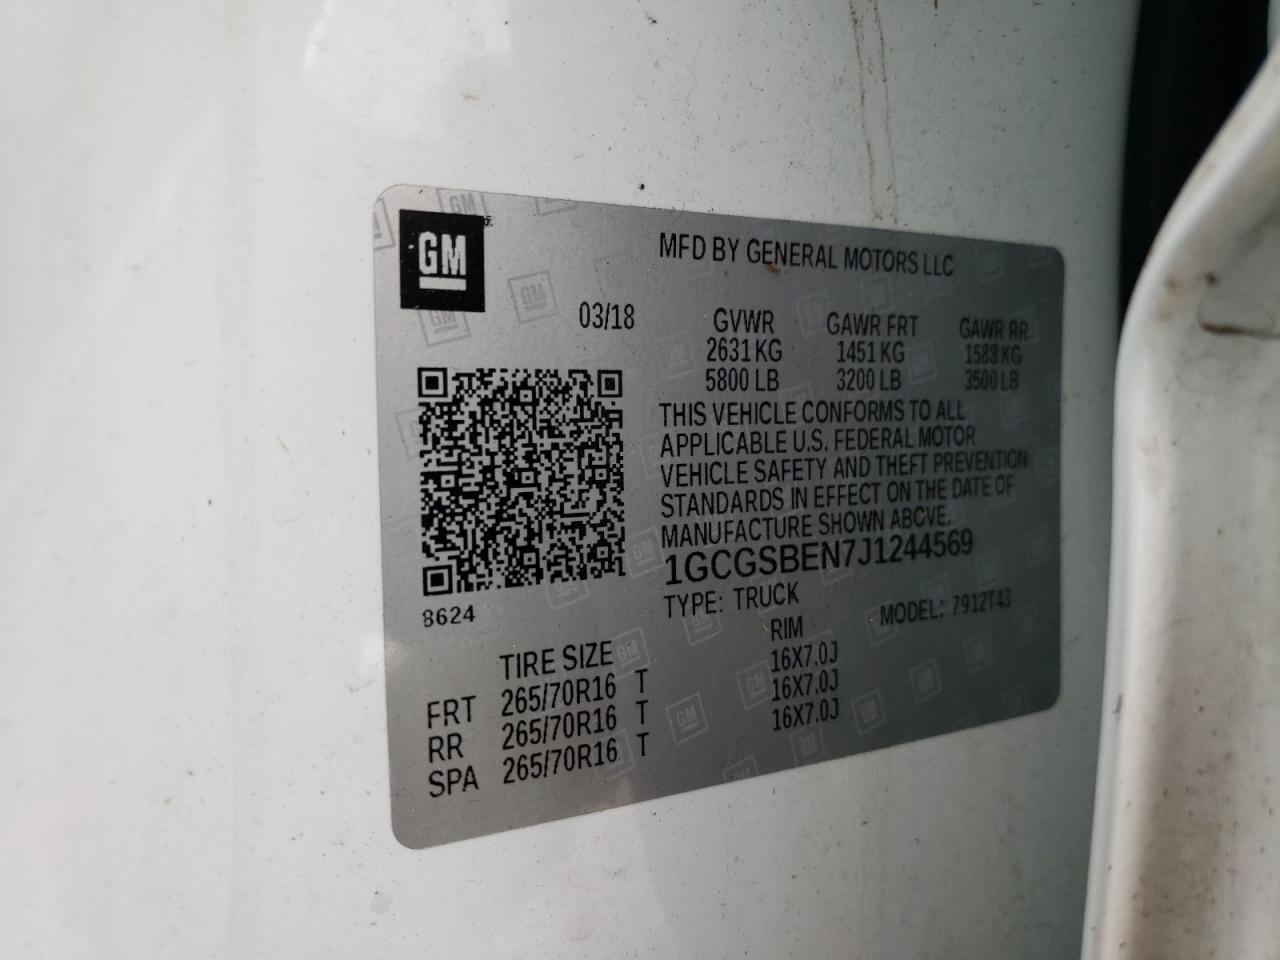 GM
MFD BY GENERAL MOTORS LLC
03/18
GVWR GAWR FRT GAWR RR
2631 KG 1451 KG 1588 KG
5800 LB 3200 LB 3500 LB
THIS VEHICLE CONFORMS TO ALL
APPLICABLE U.S. FEDERAL MOTOR
VEHICLE SAFETY AND THEFT PREVENTION
STANDARDS IN EFFECT ON THE DATE OF
MANUFACTURE SHOWN ABOVE.
1GCGSBEN7J1244569
TYPE: TRUCK MODEL: 7912T43
8624
TIRE SIZE RIM
FRT 265/70R16 T 16X7.0J
RR 265/70R16 T 16X7.0J
SPA 265/70R16 T 16X7.0J